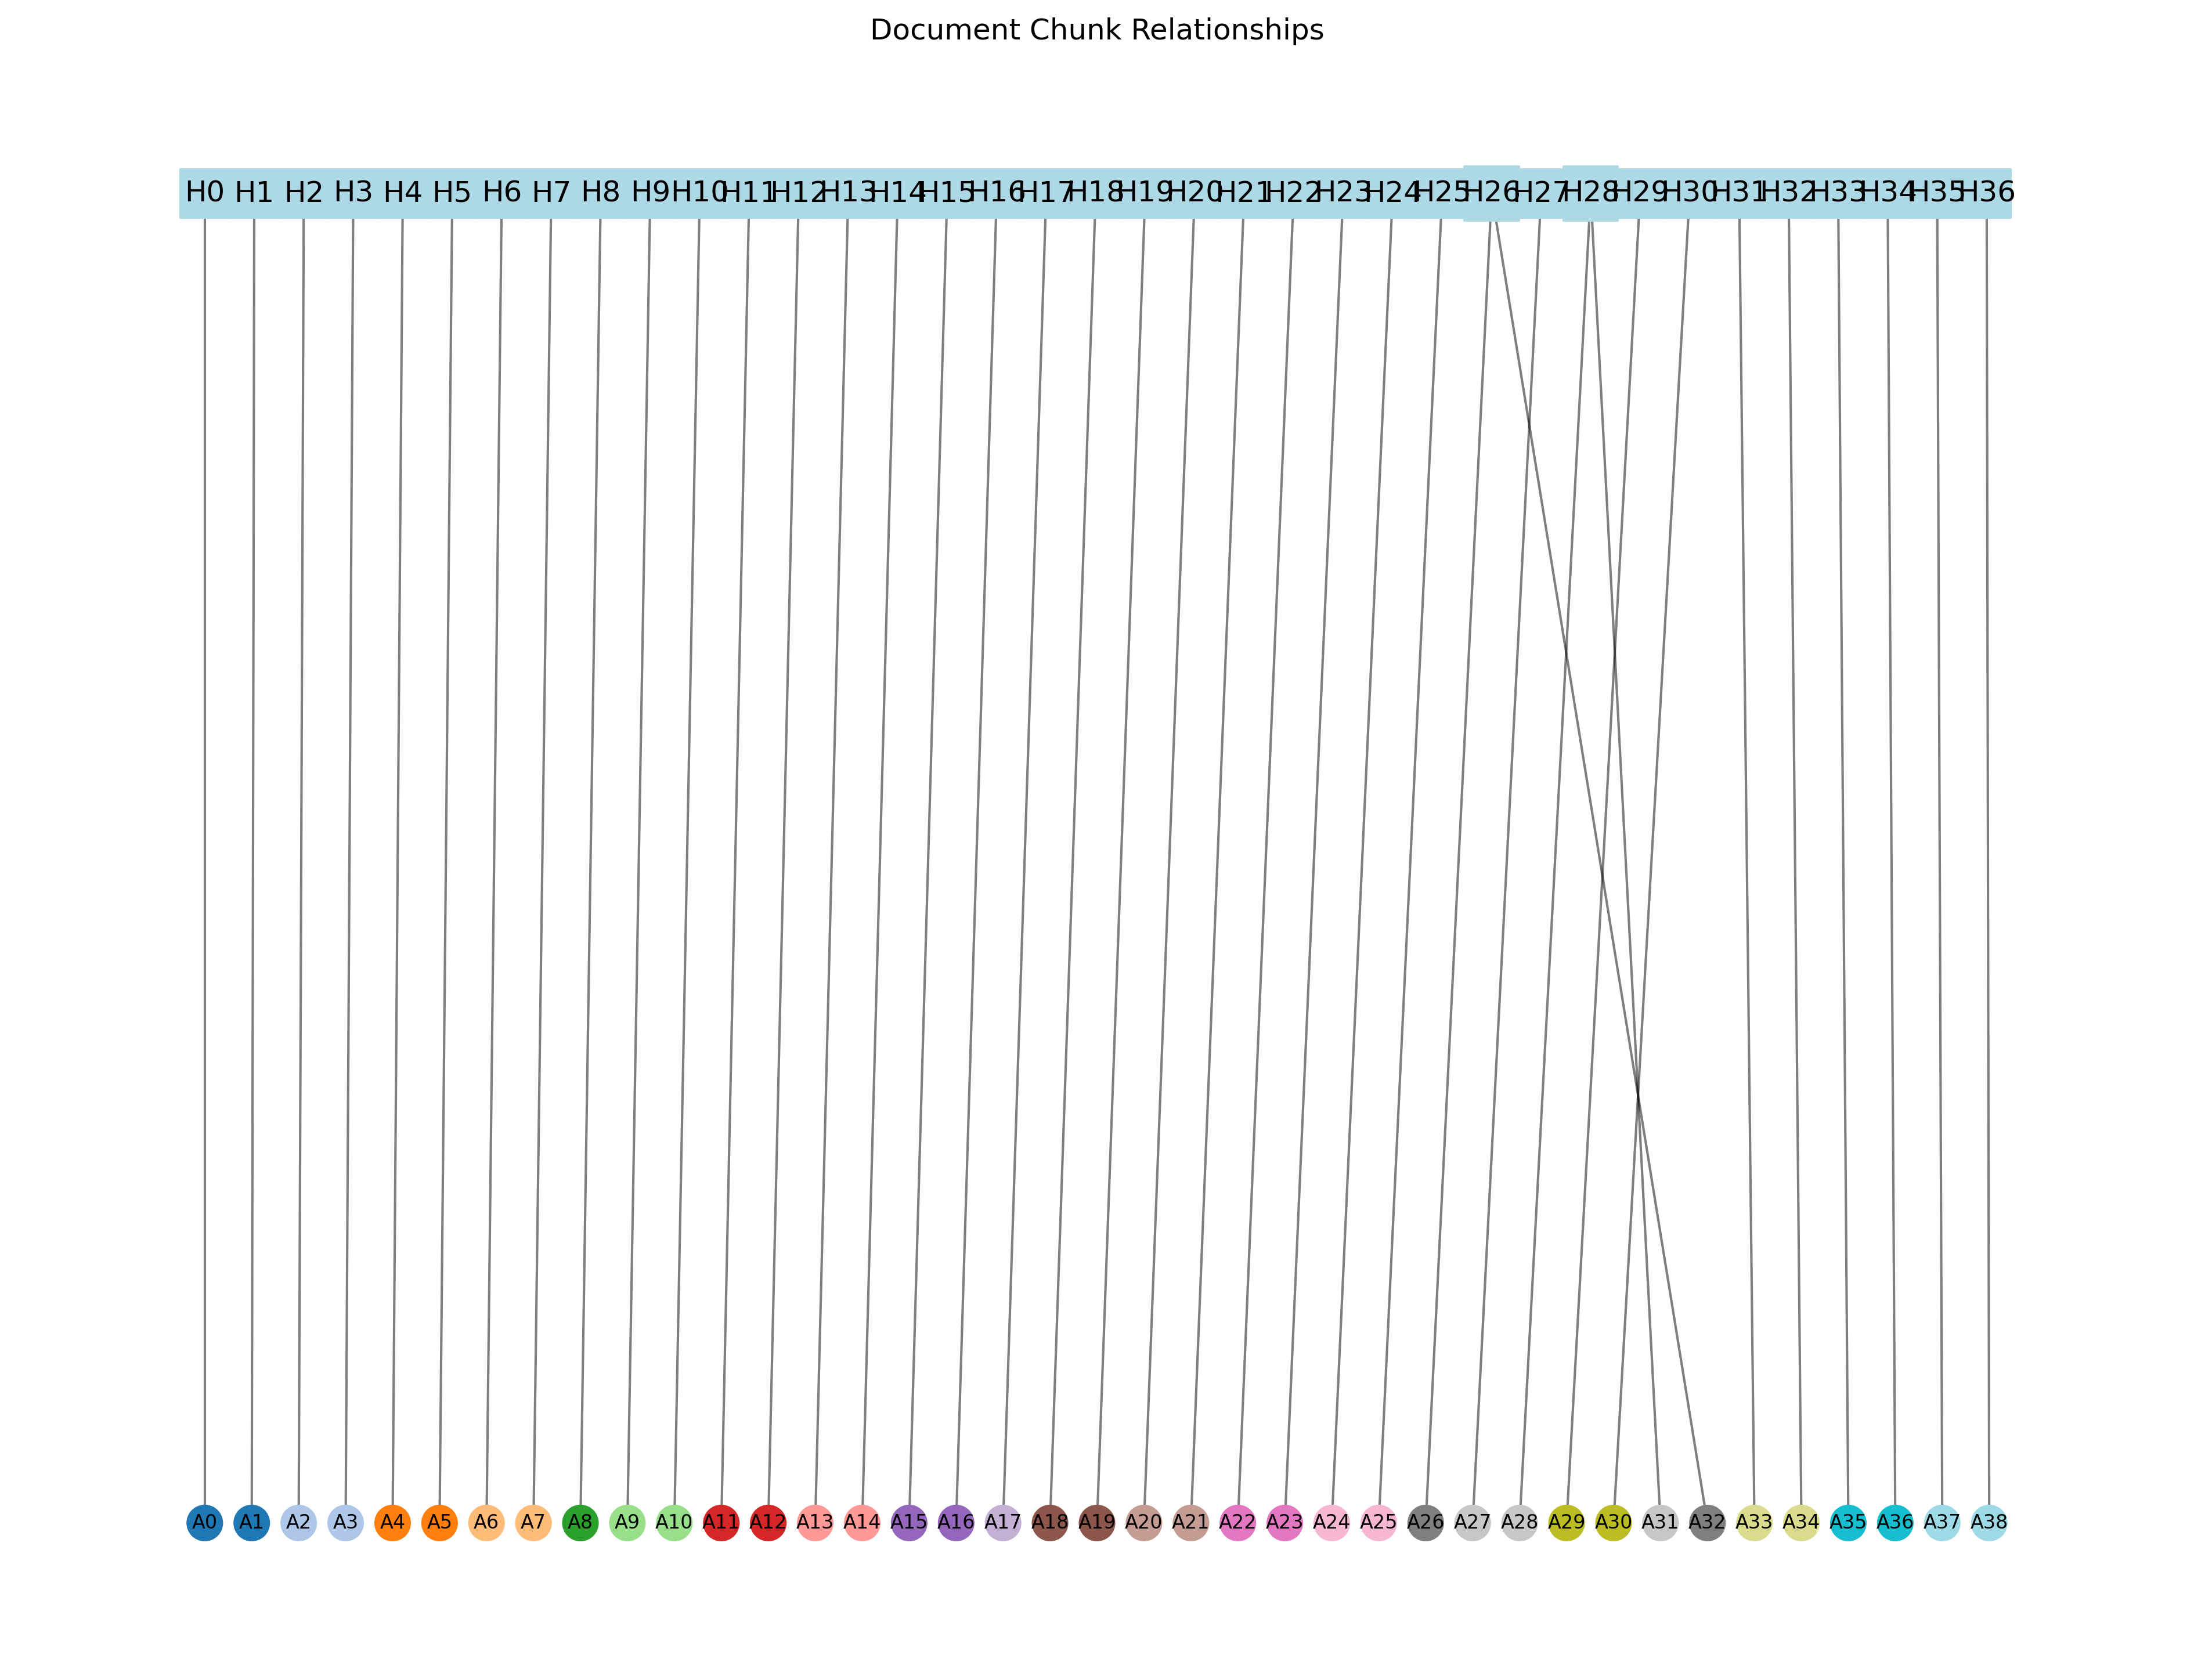 Document Chunk Relationships
H0 H1 H2 H3 H4 H5 H6 H7 H8 H9 H10 H11 H12 H13 H14 H15 H16 H17 H18 H19 H20 H21 H22 H23 H24 H25 H26 H27 H28 H29 H30 H31 H32 H33 H34 H35 H36
A0 A1 A2 A3 A4 A5 A6 A7 A8 A9 A10 A11 A12 A13 A14 A15 A16 A17 A18 A19 A20 A21 A22 A23 A24 A25 A26 A27 A28 A29 A30 A31 A32 A33 A34 A35 A36 A37 A38